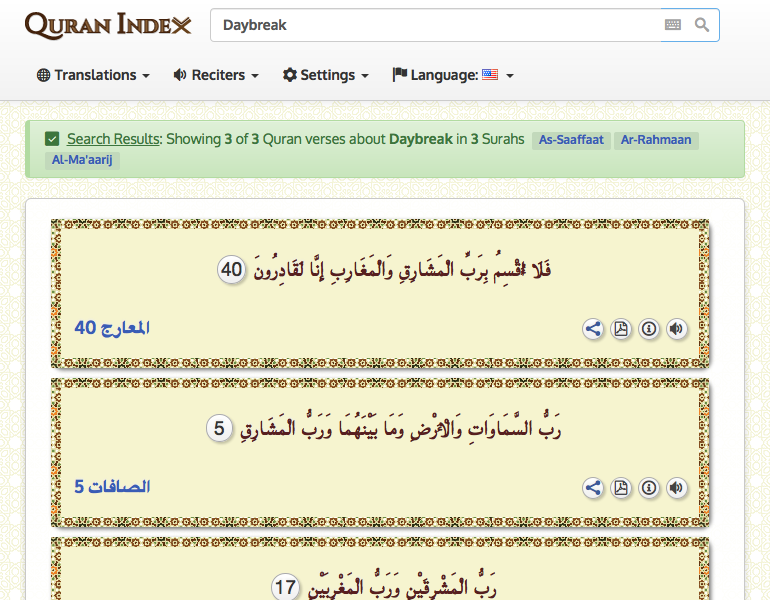 QURAN INDEX
Daybreak
Translations
Reciters
Settings
Language:
Search Results: Showing 3 of 3 Quran verses about Daybreak in 3 Surahs As-Saaffaat Ar-Rahmaan
Al-Ma'aarij
فَلَا أُقْسِمُ بِرَبِّ الْمَشَارِقِ وَالْمَغَارِبِ إِنَّا لَقَادِرُونَ 40
المعارج 40
رَبُّ السَّمَاوَاتِ وَالْأَرْضِ وَمَا بَيْنَهُمَا وَرَبُّ الْمَشَارِقِ 5
الصافات 5
رَبُّ الْمَشْرِقَيْنِ وَرَبُّ الْمَغْرِبَيْنِ 17